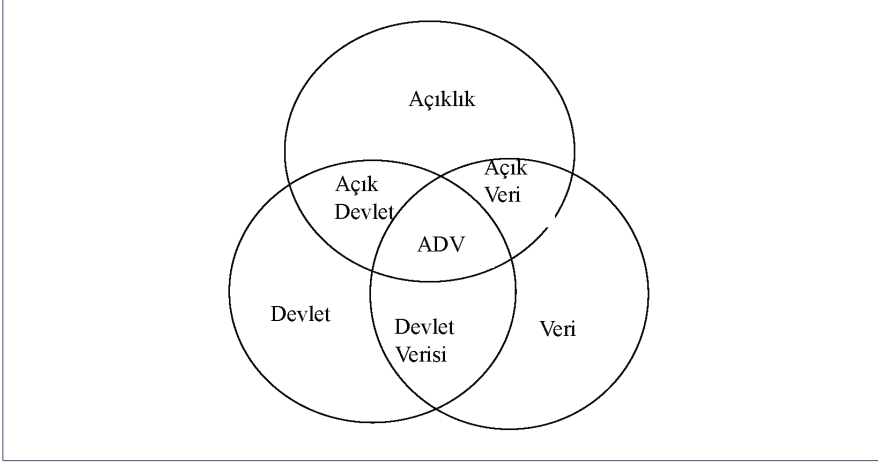 Açıklık
Açık
Veri
Açık
Devlet
ADV
Devlet
Devlet
Verisi
Veri